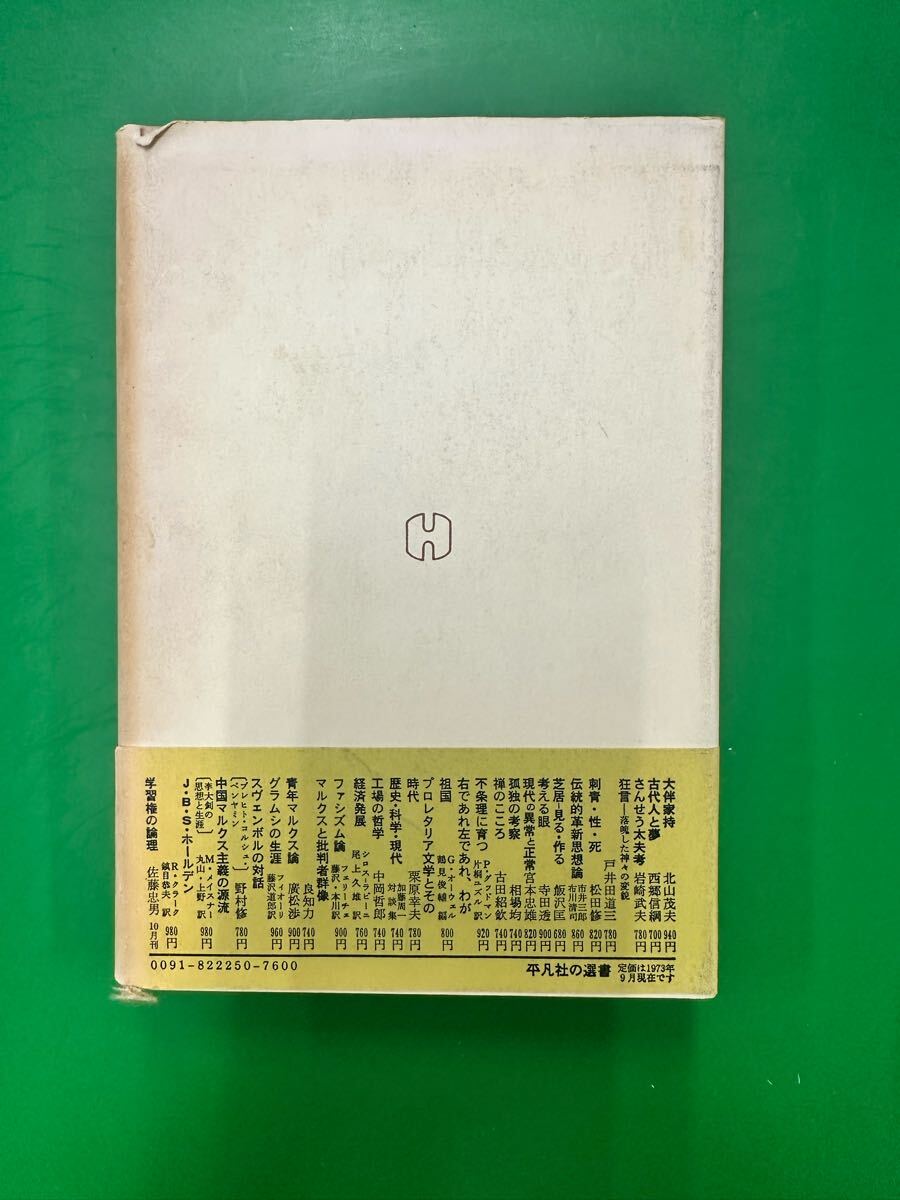 大伴家持 北山茂夫 940円
古代人と夢 西郷信綱 700円
さんせう太夫考 岩崎武夫 780円
狂言―落魄した神々の変貌
戸井田道三 780円
刺青・性・死 松田修 820円
伝統的革新思想論 市井三郎 布川清司 860円
芝居―見る・作る 飯沢匡 680円
考える眼 寺田透 900円
現代の異常と正常 宮本忠雄 820円
孤独の考察 相場均 740円
禅のこころ 古田紹欽 740円
不条理に育つ P・グッドマン 片桐ユズル訳 920円
右であれ左であれ、わが
祖国 G・オーウェル 鶴見俊輔編 800円
プロレタリア文学とその
時代 栗原幸夫 780円
歴史・科学・現代 加藤周一対談集 740円
工場の哲学 中岡哲郎 740円
経済発展 シロス＝ラビーニ 尾上久雄訳 760円
ファシズム論 フェリーチェ 藤沢・本川訳 900円
マルクスと批判者群像
良知力 740円
青年マルクス論 廣松渉 900円
グラムシの生涯 フィオーリ 藤沢道郎訳 960円
スヴェンボルの対話
〔ブレヒト・コルシュ・ベンヤミン〕 野村修 780円
中国マルクス主義の源流
〔李大釗の思想と生涯〕 M・メイスナー 丸山・上野訳 980円
J・B・S・ホールデン
R・クラーク 鎮目恭夫訳 980円
学習権の論理 佐藤忠男 10月刊
0091-822250-7600
平凡社の選書
定価は1973年
9月現在です